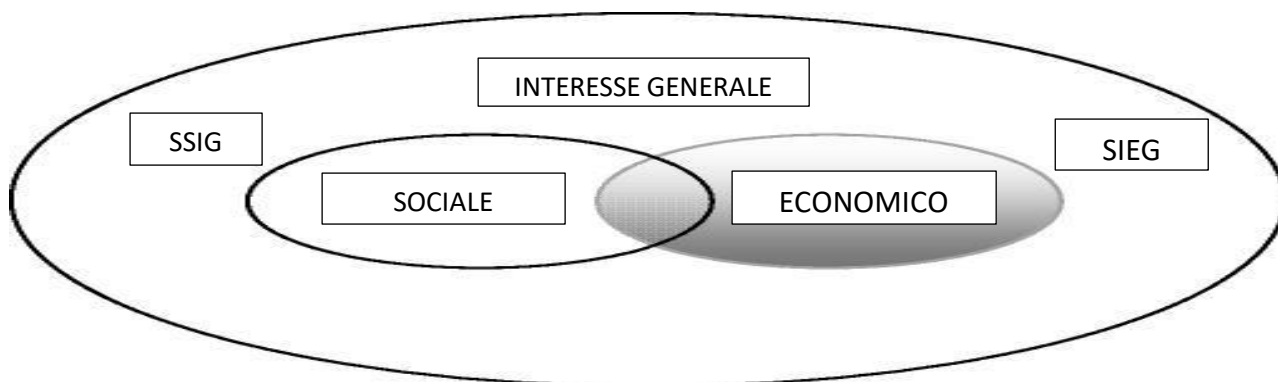 INTERESSE GENERALE
SSIG
SIEG
SOCIALE
ECONOMICO